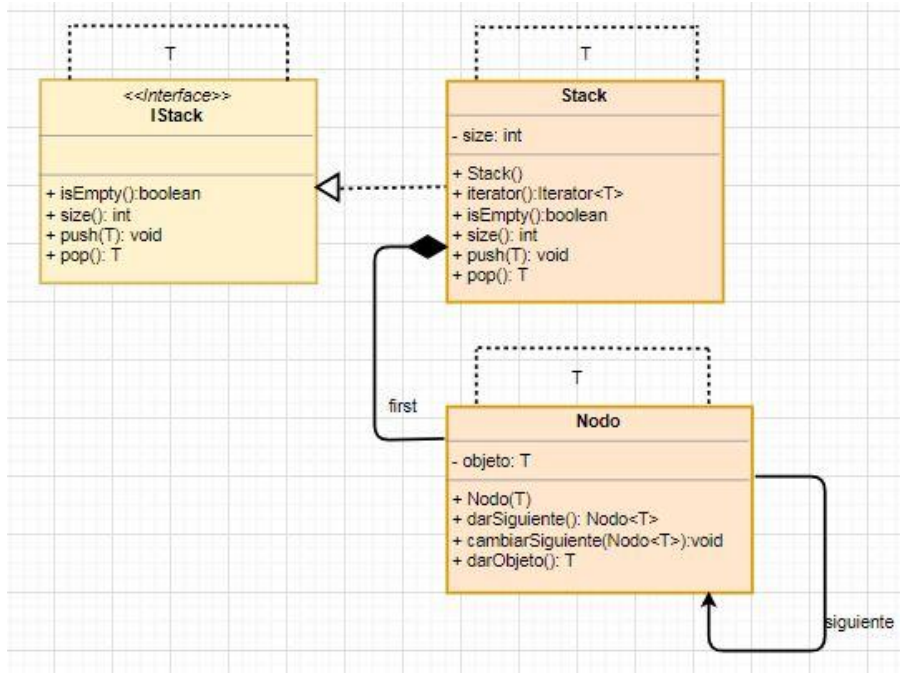 T
<<Interface>>
IStack
+ isEmpty():boolean
+ size(): int
+ push(T): void
+ pop(): T
T
Stack
- size: int
+ Stack()
+ iterator():Iterator<T>
+ isEmpty():boolean
+ size(): int
+ push(T): void
+ pop(): T
first
T
Nodo
- objeto: T
+ Nodo(T)
+ darSiguiente(): Nodo<T>
+ cambiarSiguiente(Nodo<T>):void
+ darObjeto(): T
siguiente